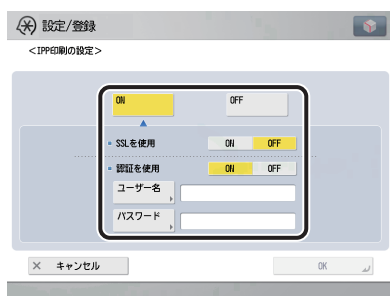 設定/登録
<IPP印刷の設定>
ON OFF
SSLを使用 ON OFF
認証を使用 ON OFF
ユーザー名
パスワード
× キャンセル OK